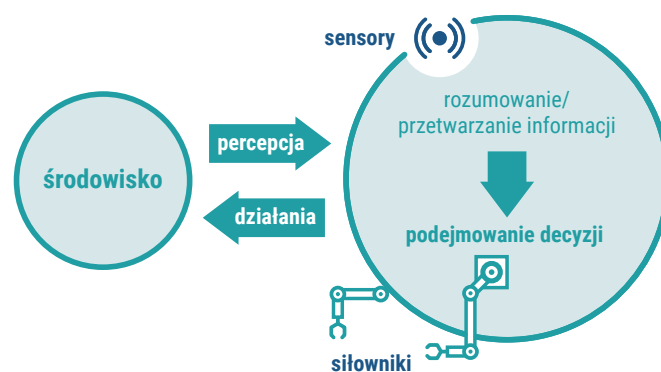 sensory
rozumowanie/
przetwarzanie informacji
percepcja
środowisko
działania
podejmowanie decyzji
siłowniki